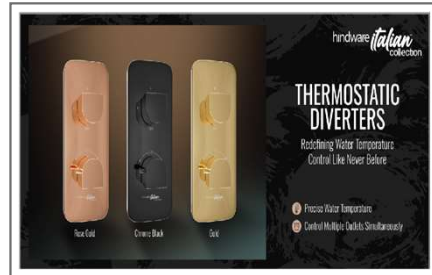 hindware italian
collection
THERMOSTATIC
DIVERTERS
Redefining Water Temperature
Control Like Never Before
Precise Water Temperature
Control Multiple Outlets Simultaneously
Rose Gold
Chrome Black
Gold